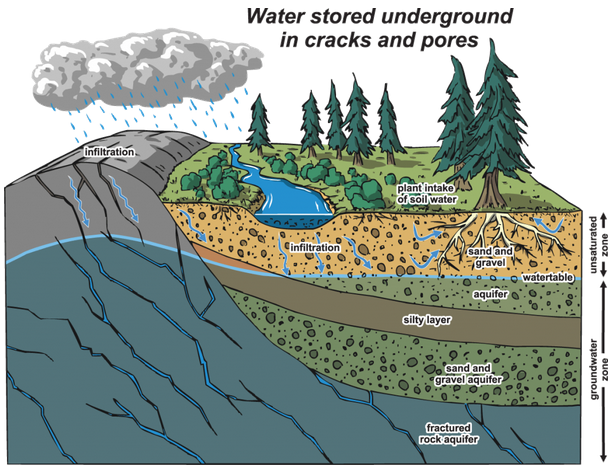 Water stored underground
in cracks and pores
infiltration
plant intake
of soil water
infiltration
sand and
gravel
unsaturated
zone
watertable
aquifer
silty layer
sand and
gravel aquifer
groundwater
zone
fractured
rock aquifer